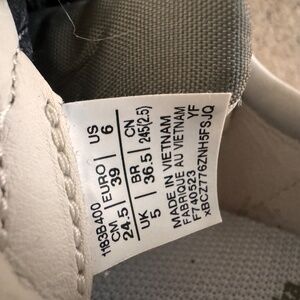 1183B400
US | EURO | CM
6 | 39 | 24.5
CN | BR | UK
245(2.5) | 36.5 | 5
MADE IN VIETNAM
FABRIQUE AU VIETNAM
F740523 YF
xBCZ776ZNH5FSJQ